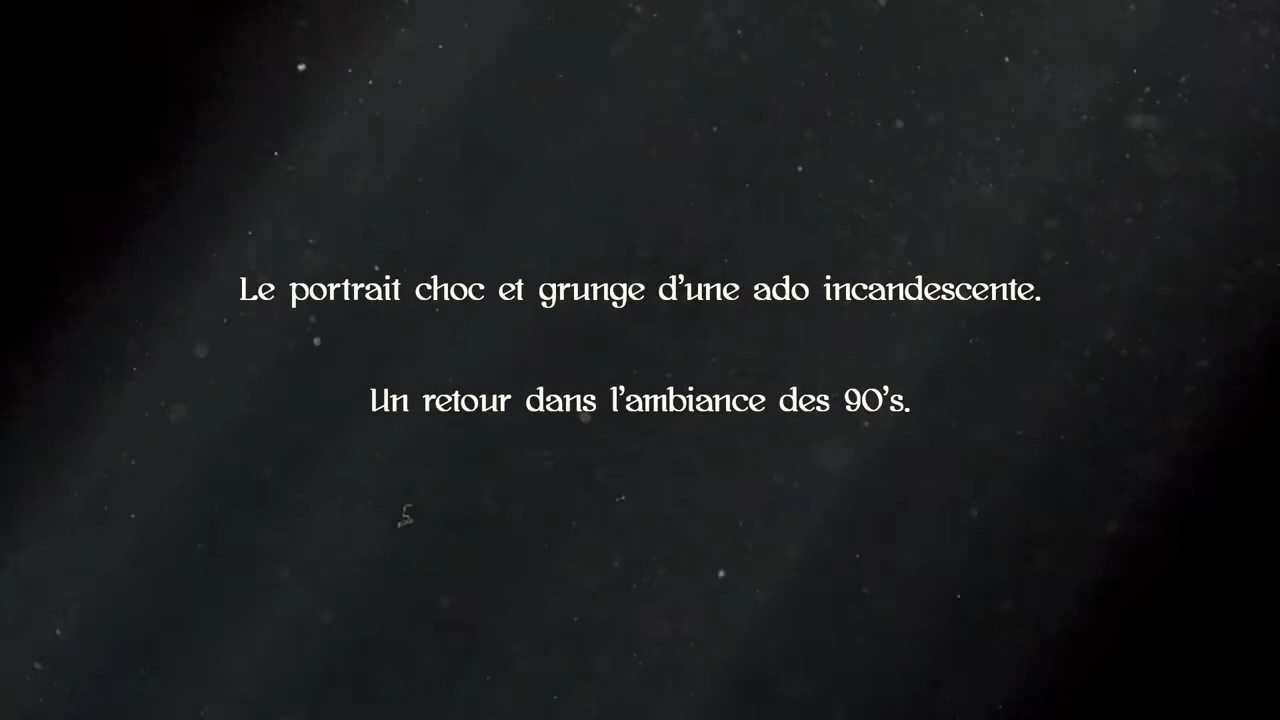 Le portrait choc et grunge d'une ado incandescente.
Un retour dans l'ambiance des 90's.